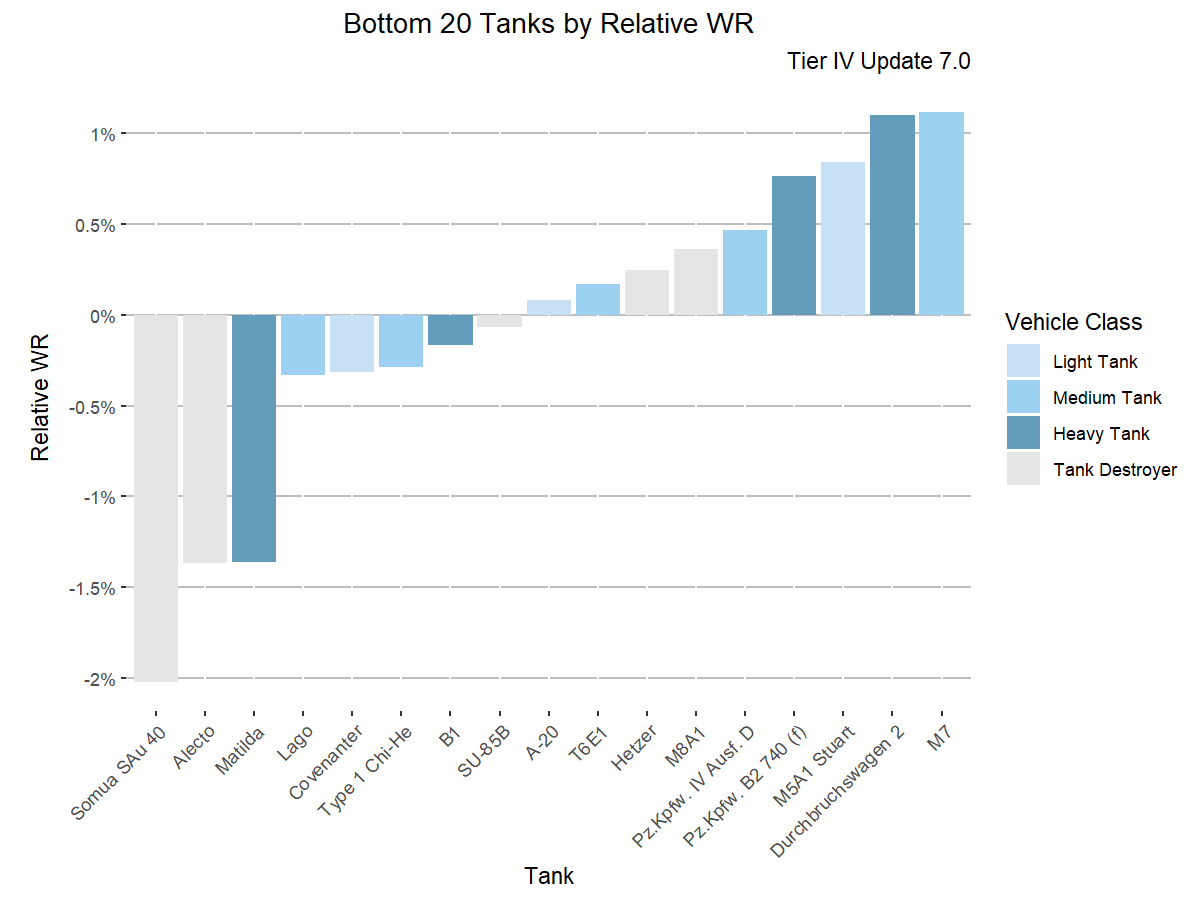 Bottom 20 Tanks by Relative WR
Tier IV Update 7.0
1%
0.5%
0%
-0.5%
-1%
-1.5%
-2%
Relative WR
Somua SAu 40
Alecto
Matilda
Lago
Covenanter
Type 1 Chi-He
B1
SU-85B
A-20
T6E1
Hetzer
M8A1
Pz.Kpfw. IV Ausf. D
Pz.Kpfw. B2 740 (f)
M5A1 Stuart
Durchbruchswagen 2
M7
Tank
Vehicle Class
Light Tank
Medium Tank
Heavy Tank
Tank Destroyer